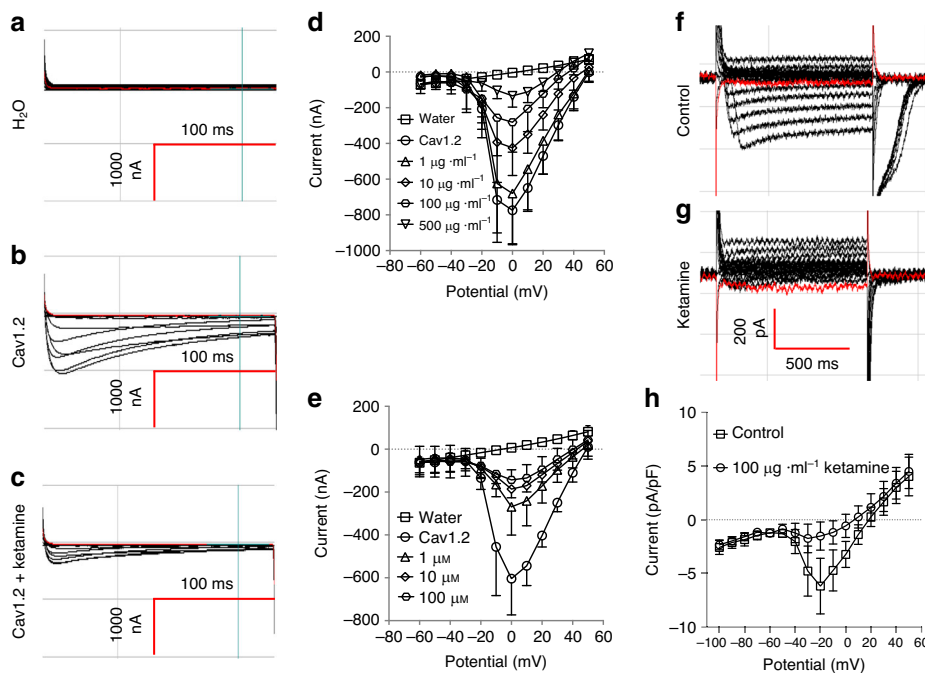 a
H₂O
100 ms
1000
nA
b
Cav1.2
100 ms
1000
nA
c
Cav1.2 + ketamine
100 ms
1000
nA
d
200
0
−200
−400
−600
−800
−1000
Current (nA)
Water
Cav1.2
1 μg ·ml⁻¹
10 μg ·ml⁻¹
100 μg ·ml⁻¹
500 μg ·ml⁻¹
−80 −60 −40 −20 0 20 40 60
Potential (mV)
e
200
0
−200
−400
−600
−800
Current (nA)
Water
Cav1.2
1 μM
10 μM
100 μM
−80 −60 −40 −20 0 20 40 60
Potential (mV)
f
Control
g
Ketamine
200
pA
500 ms
h
10
5
0
−5
−10
Current (pA/pF)
Control
100 μg ·ml⁻¹ ketamine
−100 −80 −60 −40 −20 0 20 40 60
Potential (mV)